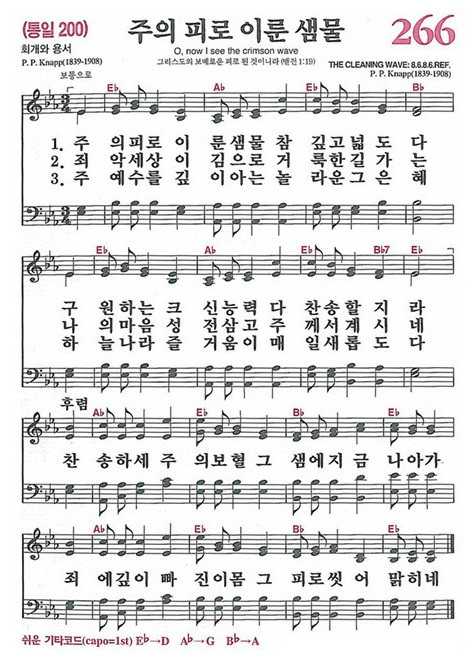 (통일 200)
주의 피로 이룬 샘물
266
회개와 용서
O, now I see the crimson wave
P. P. Knapp(1839-1908)
그리스도의 보배로운 피로 된 것이니라 (벧전 1:19)
THE CLEANING WAVE: 8.6.8.6.REF.
P. P. Knapp(1839-1908)
보통으로
E♭ A♭ E♭ B♭
1. 주 의피로 이 룬샘물 참 깊고넓 도 다
2. 죄 악세상 이 김으로 거 룩한길 가 는
3. 주 예수를 깊 이아는 놀 라운그 은 혜
E♭ A♭ E♭ B♭7 E♭
구 원하는 크 신능력 다 찬송할 지 라
나 의마음 성 전삼고 주 께서계 시 네
하 늘나라 즐 거움이 매 일새롭 도 다
후렴
A♭ E♭ B♭ E♭
찬 송하세 주 의보혈 그 샘에지 금 나아가
A♭ E♭ B♭ E♭
죄 에깊이 빠 진이몸 그 피로씻 어 맑히네
쉬운 기타코드(capo=1st) E♭→D A♭→G B♭→A